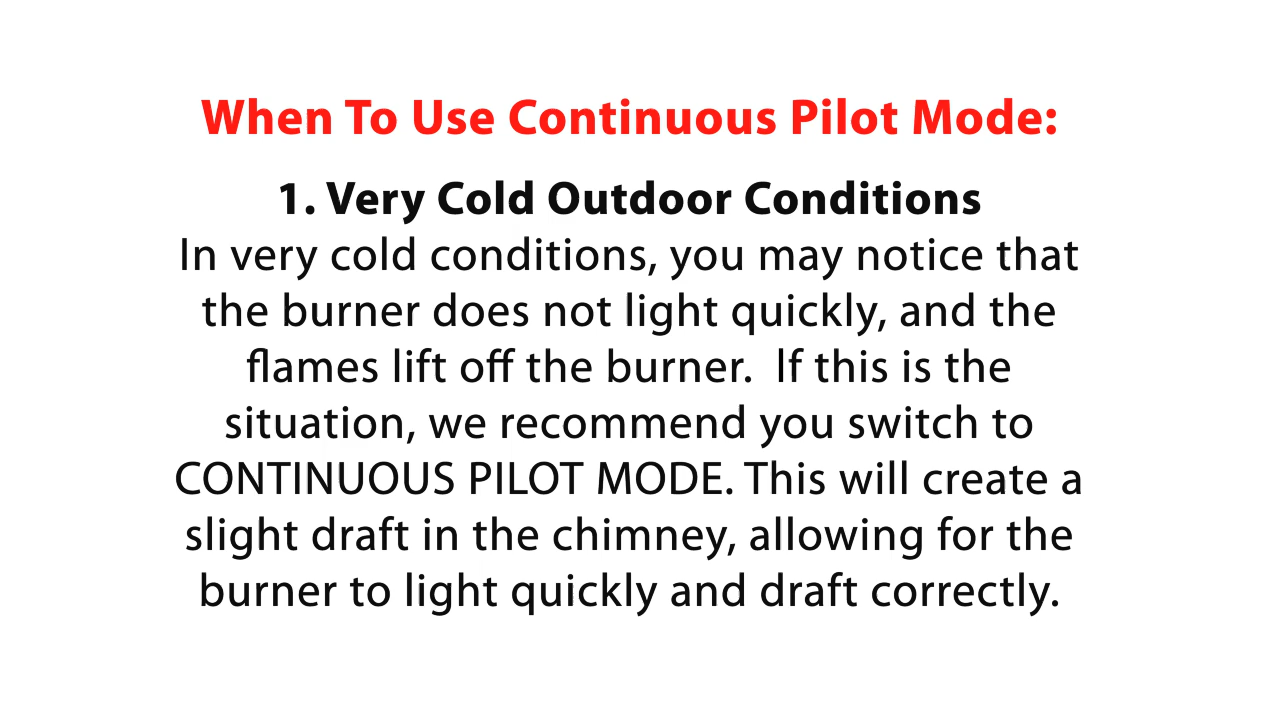 When To Use Continuous Pilot Mode:
1. Very Cold Outdoor Conditions
In very cold conditions, you may notice that
the burner does not light quickly, and the
flames lift off the burner.  If this is the
situation, we recommend you switch to
CONTINUOUS PILOT MODE. This will create a
slight draft in the chimney, allowing for the
burner to light quickly and draft correctly.